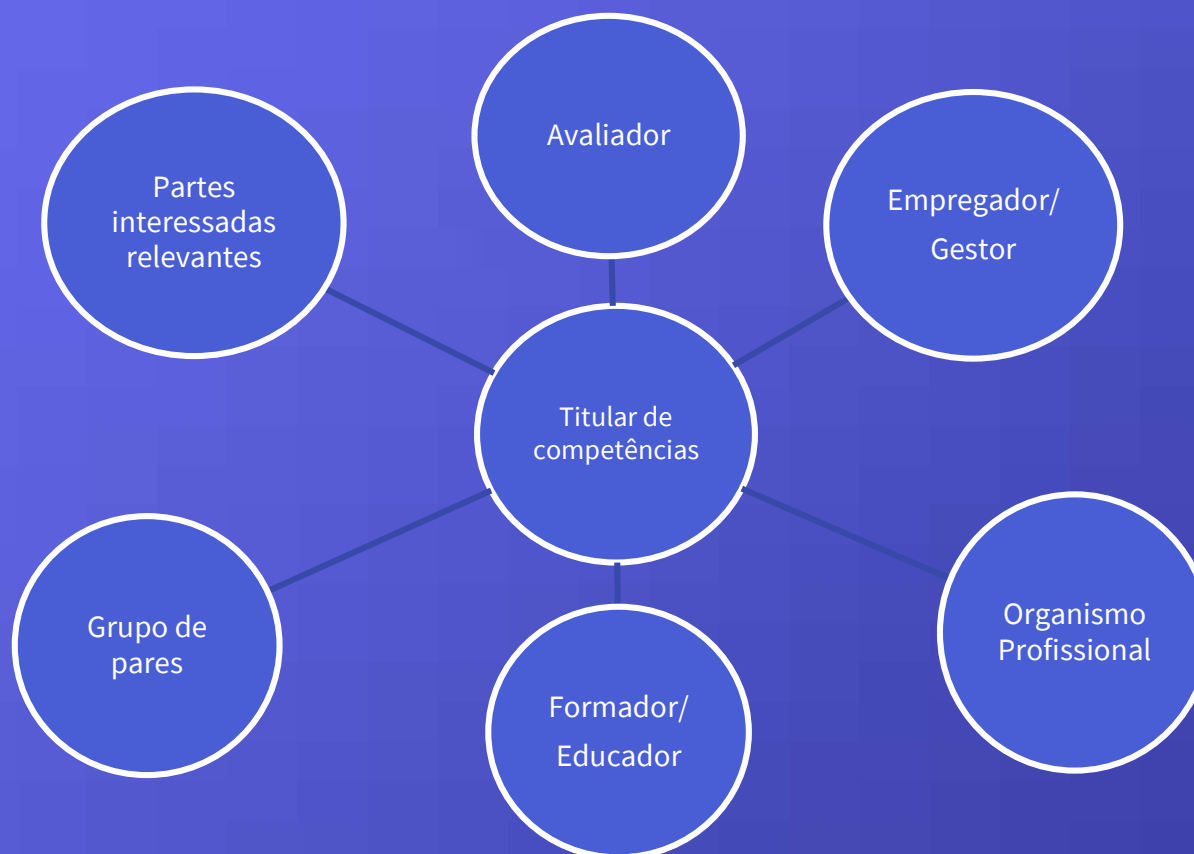 Avaliador
Partes
interessadas
relevantes
Empregador/
Gestor
Titular de
competências
Grupo de
pares
Organismo
Profissional
Formador/
Educador